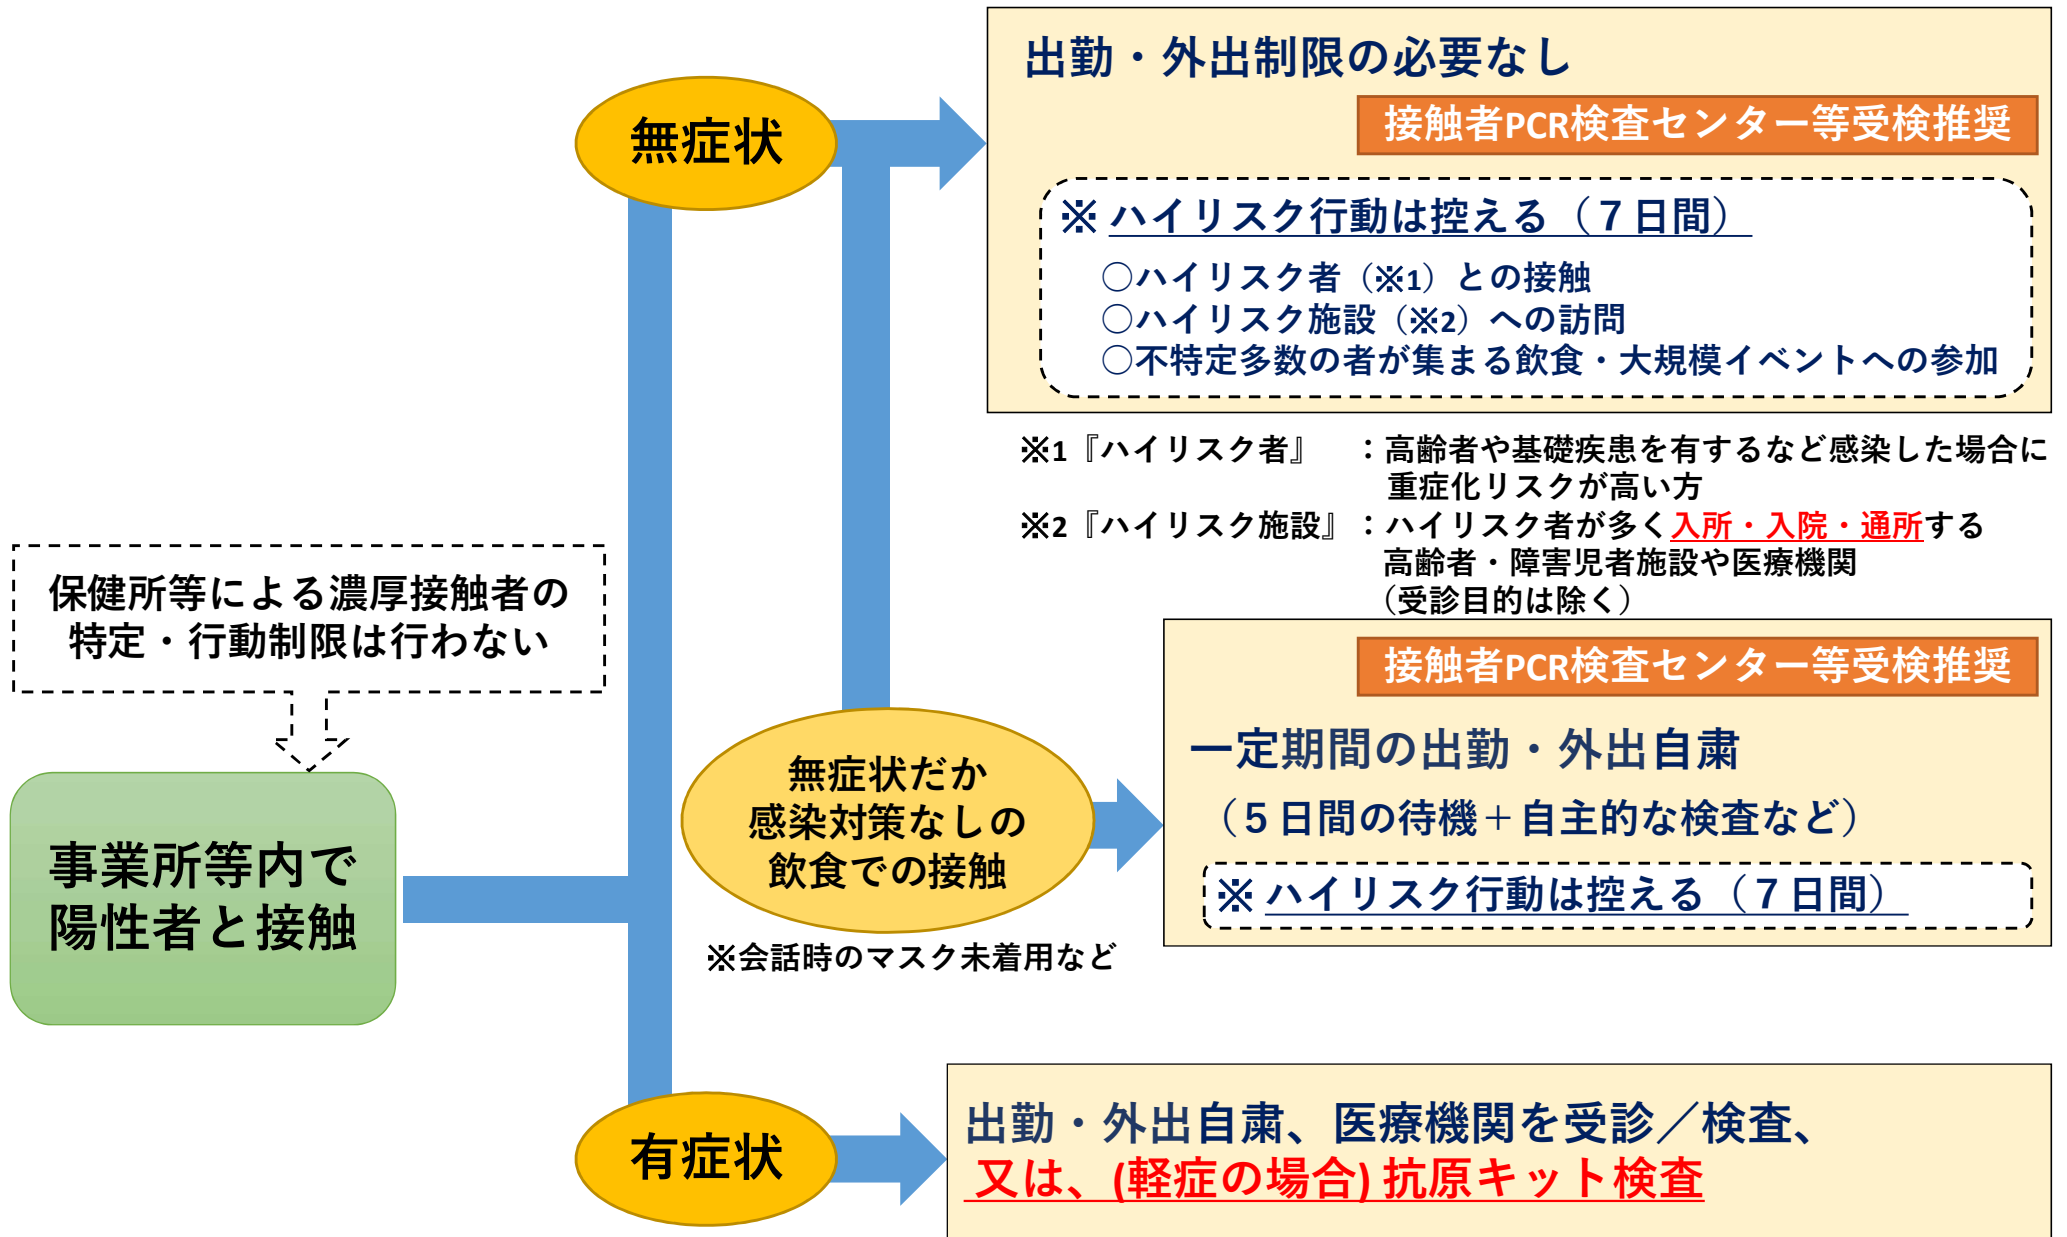 出勤・外出制限の必要なし
接触者PCR検査センター等受検推奨
無症状
※ ハイリスク行動は控える（７日間）
○ハイリスク者（※1）との接触
○ハイリスク施設（※2）への訪問
○不特定多数の者が集まる飲食・大規模イベントへの参加
※1『ハイリスク者』　：高齢者や基礎疾患を有するなど感染した場合に
重症化リスクが高い方
※2『ハイリスク施設』：ハイリスク者が多く入所・入院・通所する
高齢者・障害児者施設や医療機関
（受診目的は除く）
保健所等による濃厚接触者の
特定・行動制限は行わない
事業所等内で
陽性者と接触
無症状だか
感染対策なしの
飲食での接触
※会話時のマスク未着用など
接触者PCR検査センター等受検推奨
一定期間の出勤・外出自粛
（５日間の待機＋自主的な検査など）
※ ハイリスク行動は控える（７日間）
有症状
出勤・外出自粛、医療機関を受診／検査、
又は、(軽症の場合) 抗原キット検査